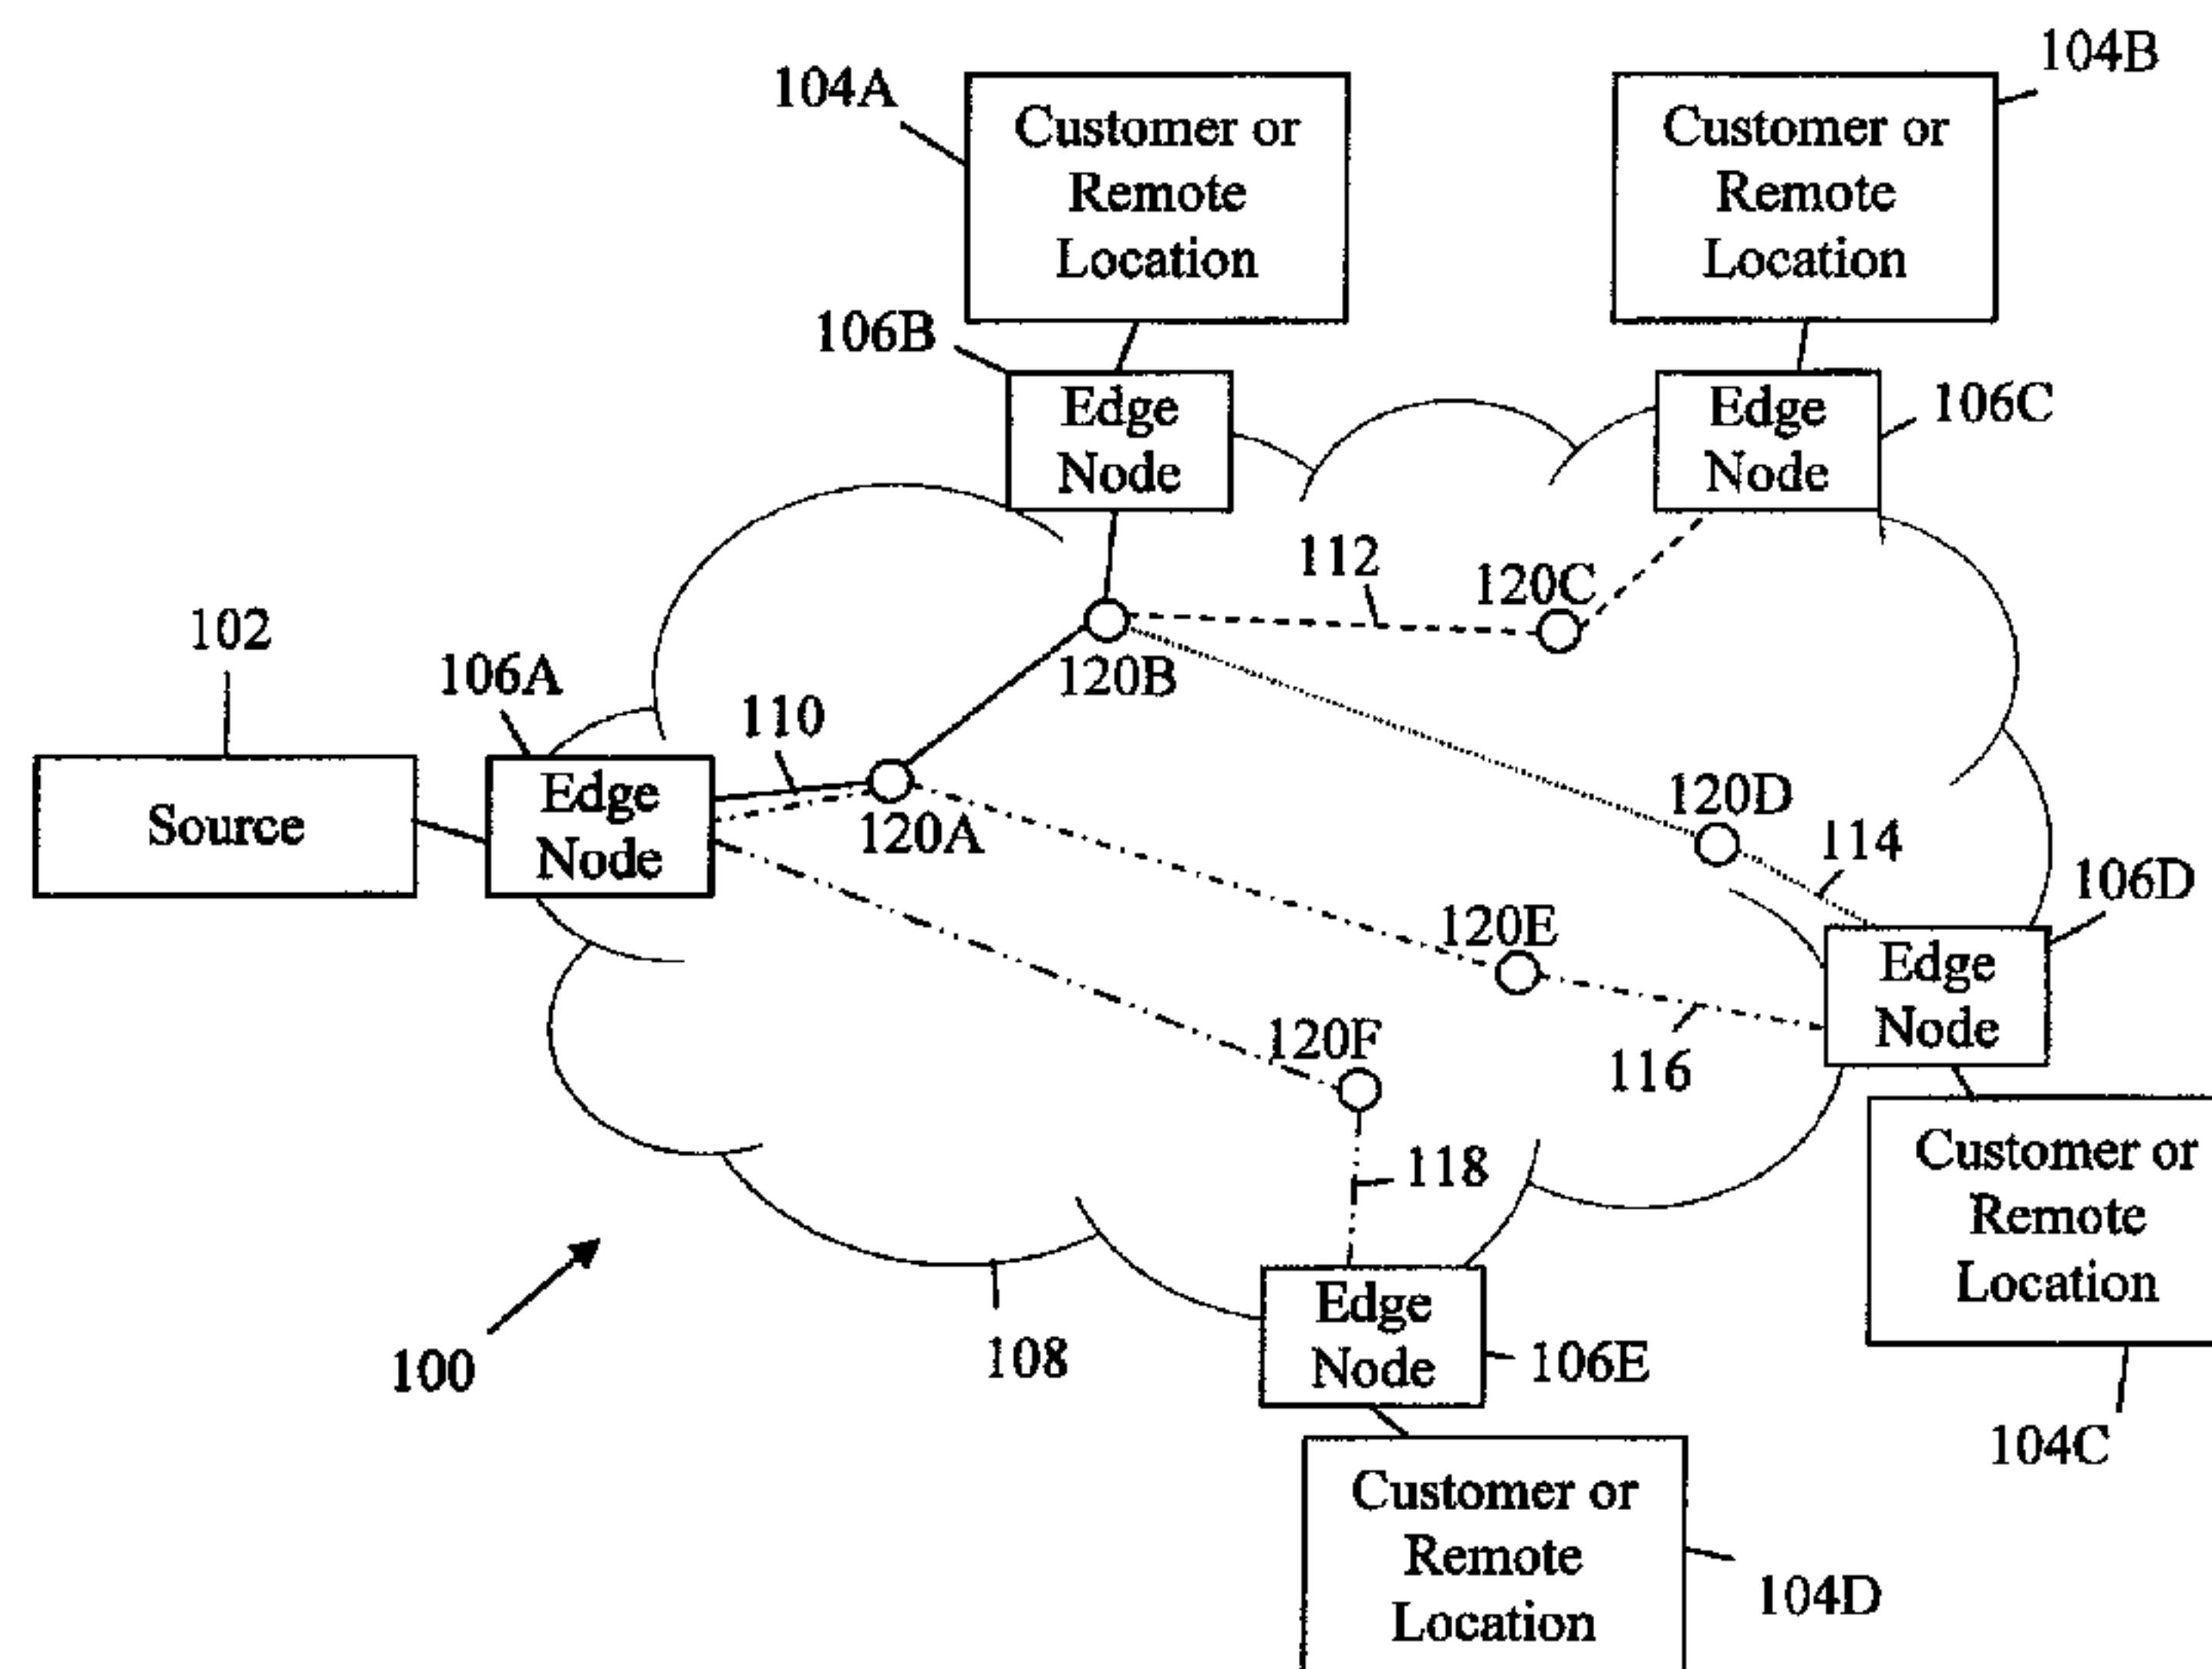 104A
Customer or
Remote
Location
104B
Customer or
Remote
Location
106B
Edge
Node
106C
Edge
Node
112
120C
102
106A
120B
110
Source
Edge
Node
120A
120D
114
106D
120E
Edge
Node
120F
116
118
Customer or
Remote
Location
100
108
Edge
Node
106E
104C
Customer or
Remote
Location
104D